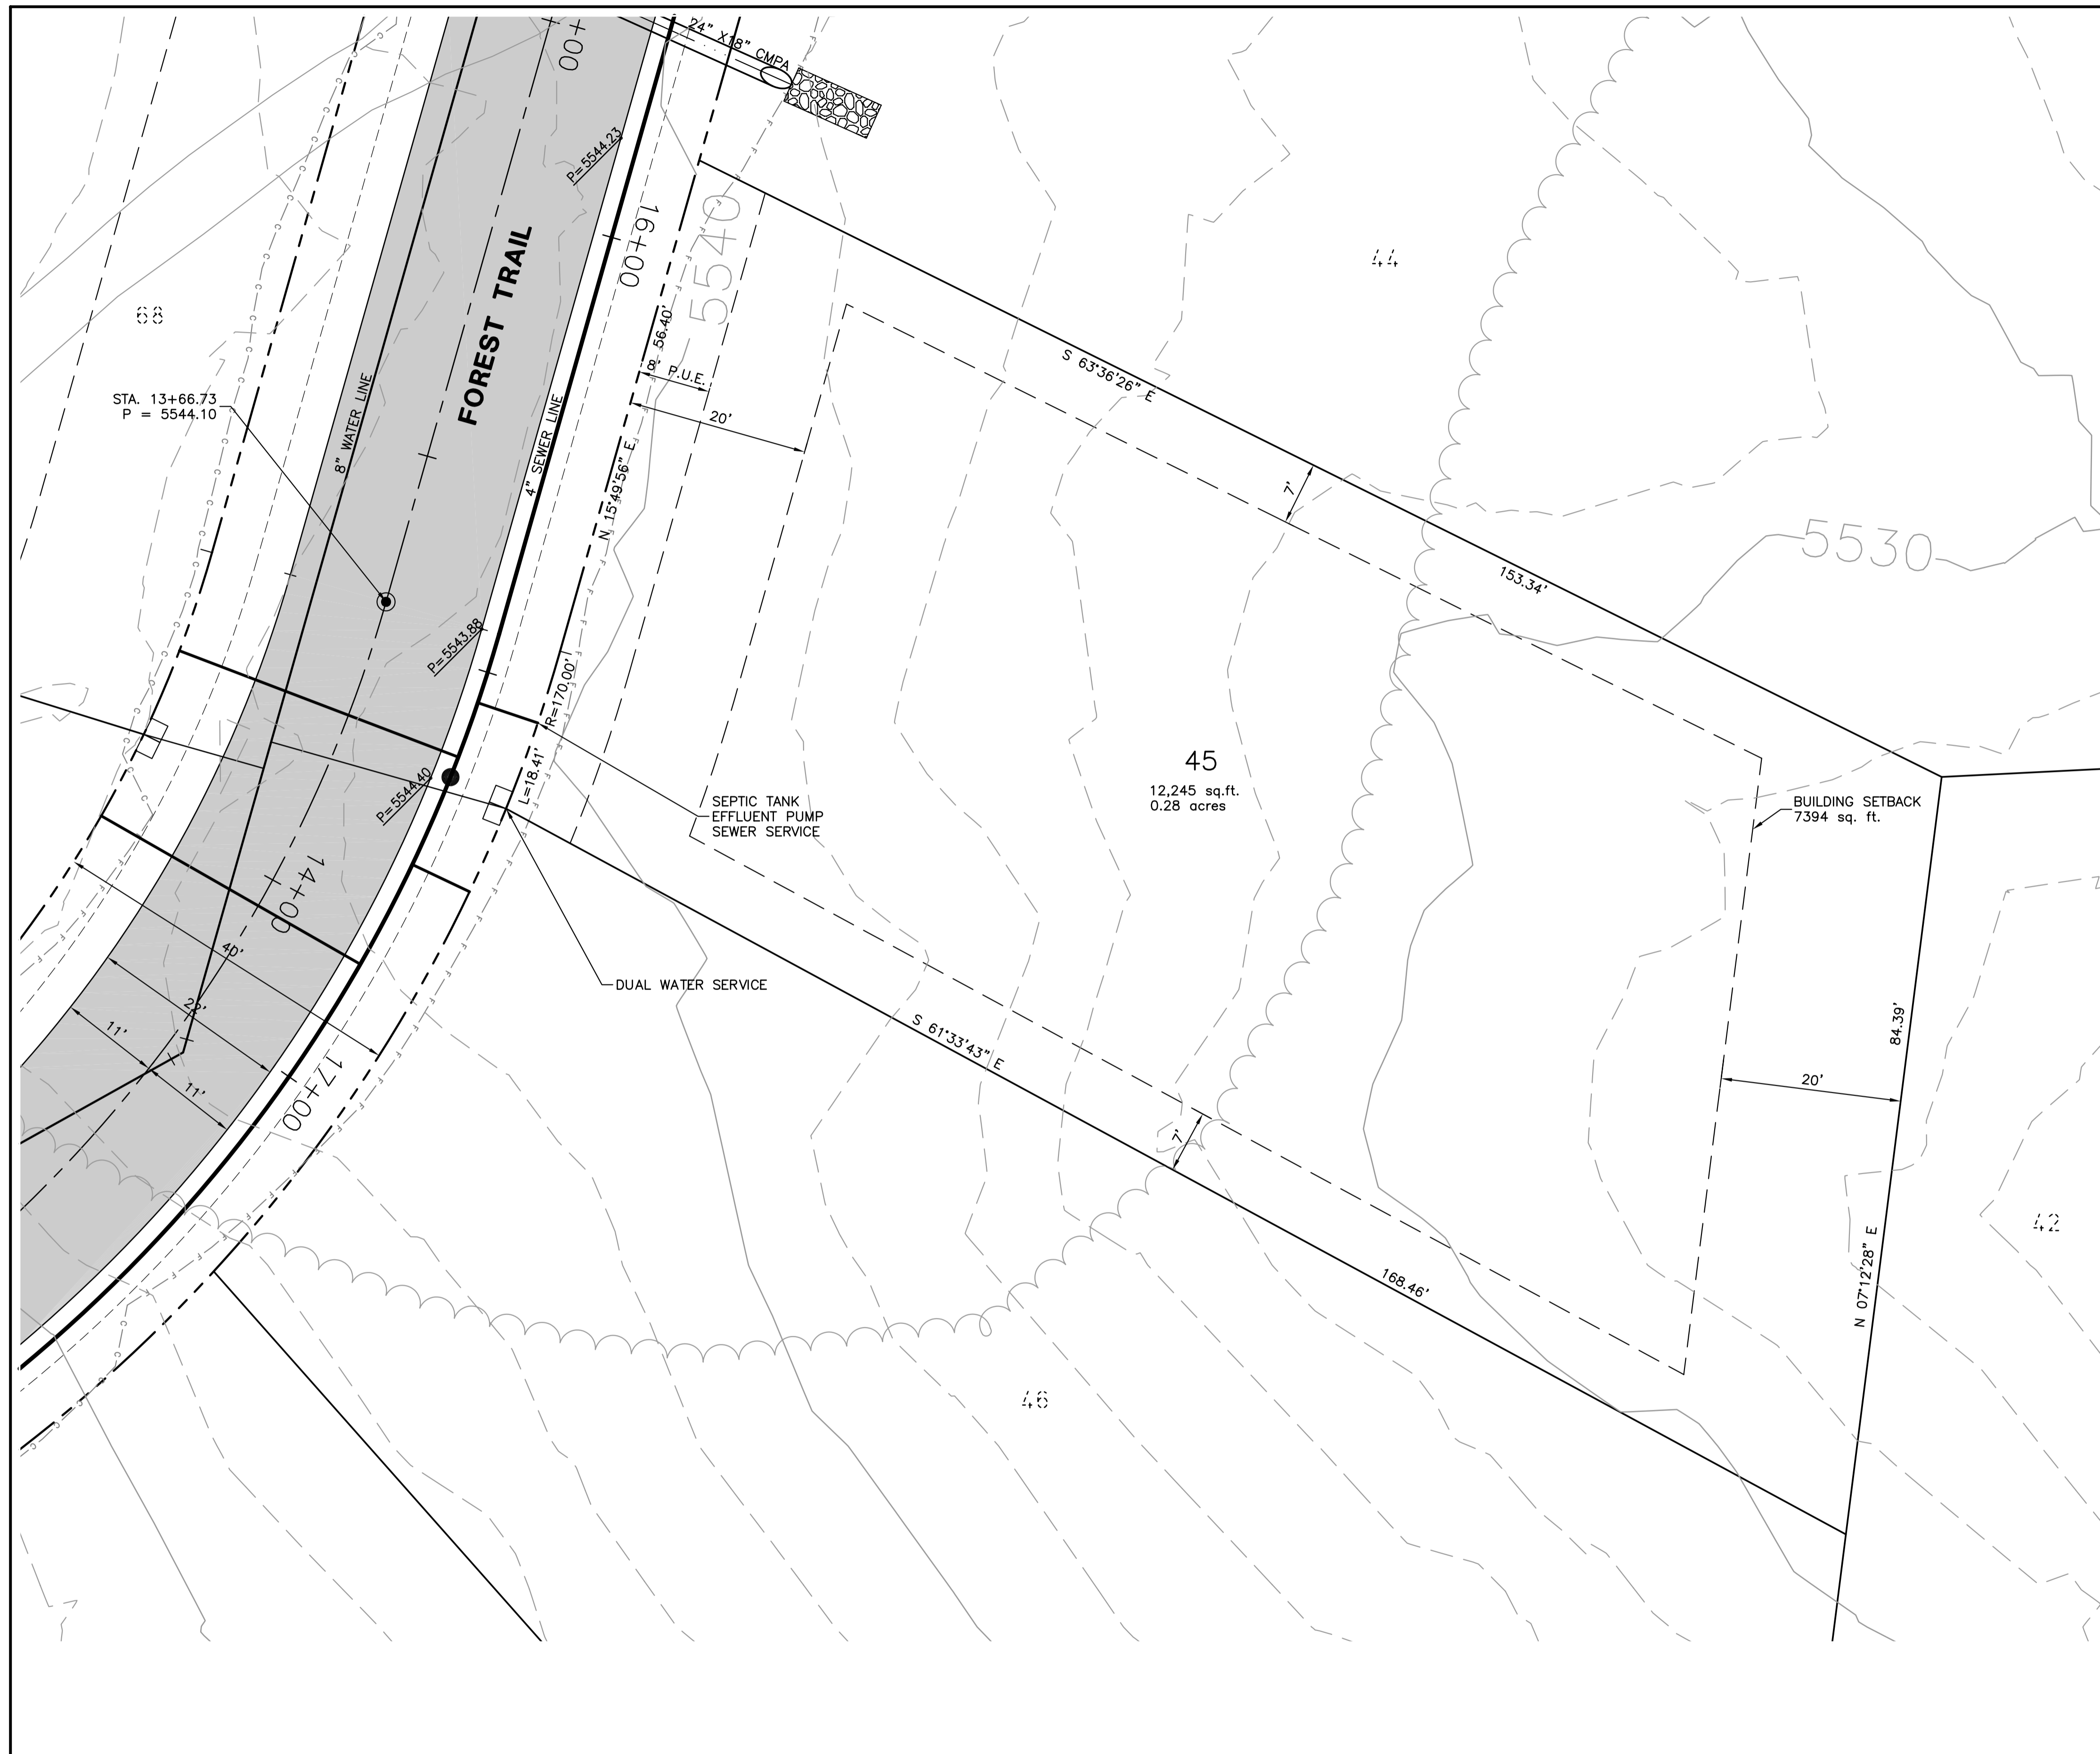 24" X18" CMPA
+00
P=5544.23
16+00
5540
FOREST TRAIL
44
68
56.40'
8' P.U.E.
20'
S 63°36'26" E
STA. 13+66.73
P = 5544.10
8" WATER LINE
4" SEWER LINE
N 15°49'56" E
7'
5530
153.34'
P=5543.88
R=170.00'
L=18.41'
P=5544.40
45
12,245 sq.ft.
0.28 acres
SEPTIC TANK
EFFLUENT PUMP
SEWER SERVICE
BUILDING SETBACK
7394 sq. ft.
14+00
40'
DUAL WATER SERVICE
22'
11'
11'
17+00
S 61°33'43" E
7'
84.39'
20'
42
N 07°12'28" E
168.46'
46